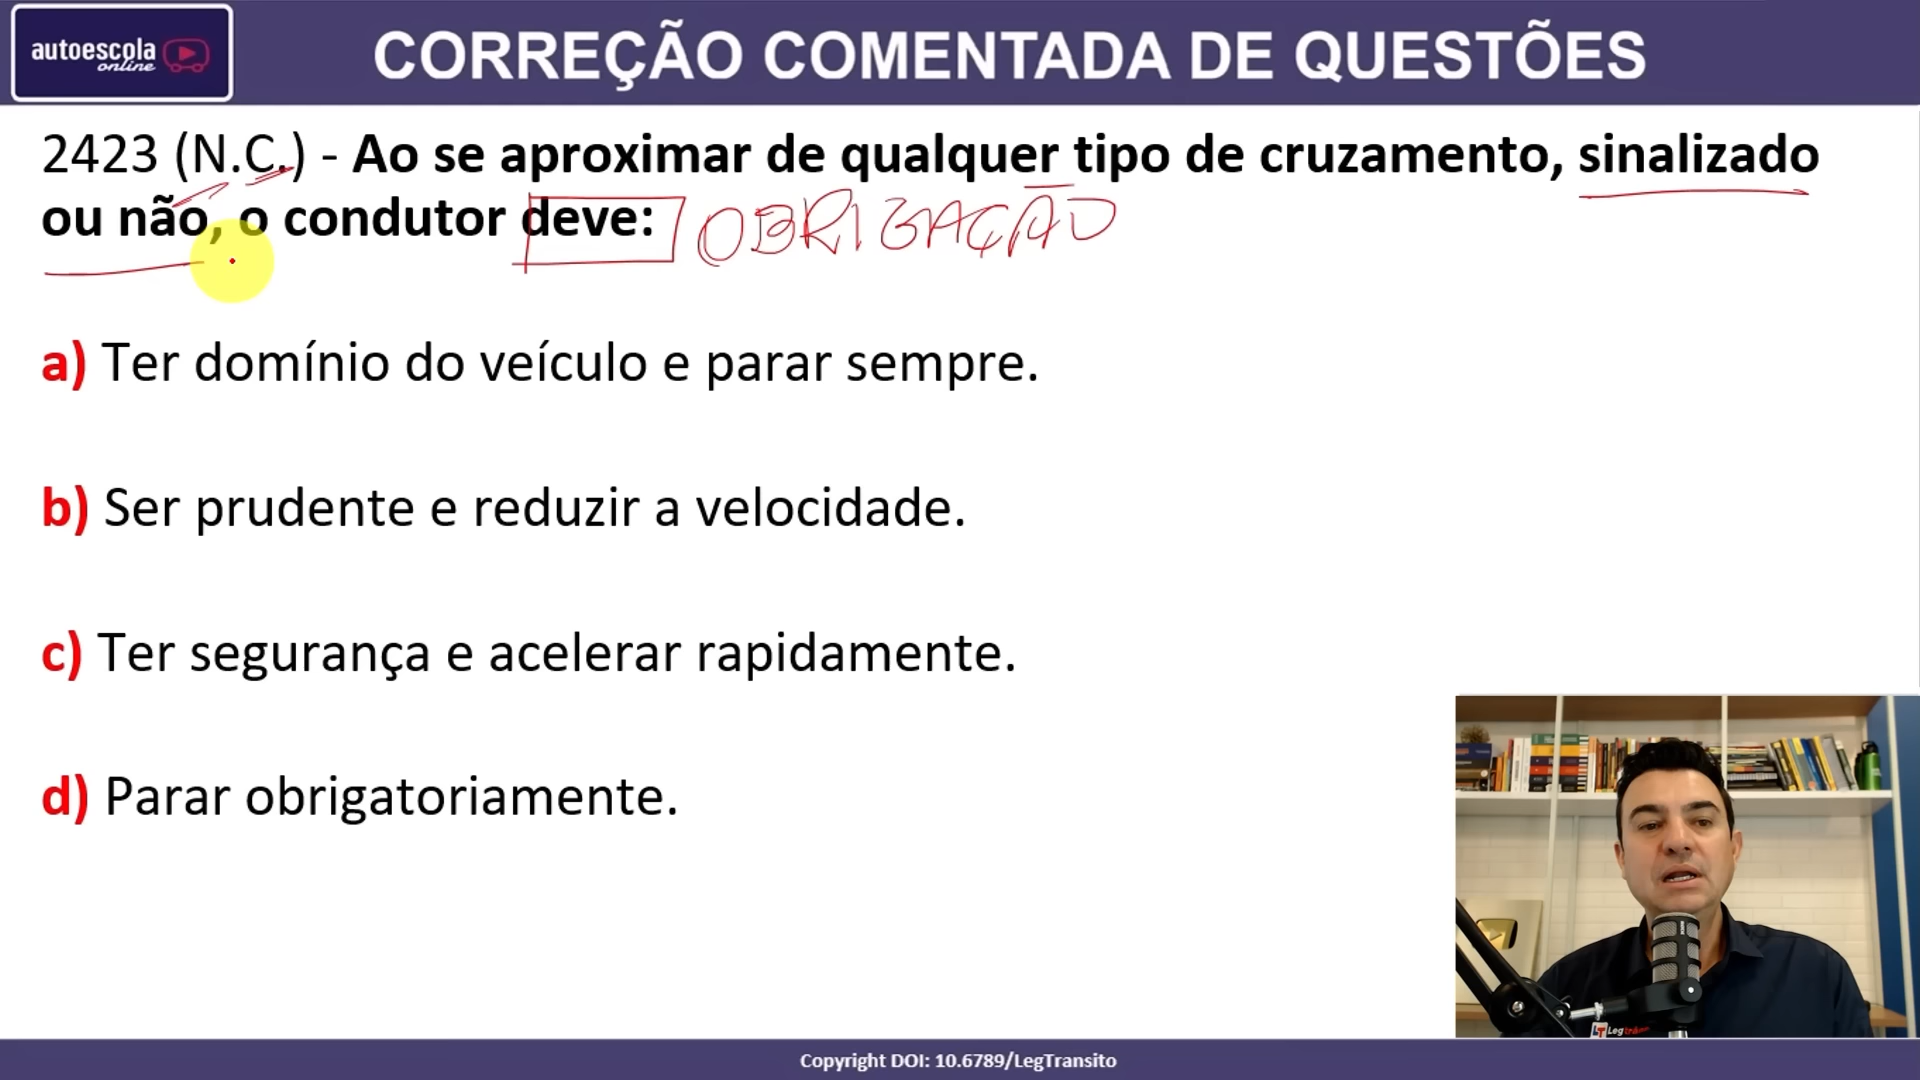 autoescola
online
CORREÇÃO COMENTADA DE QUESTÕES
2423 (N.C.) - Ao se aproximar de qualquer tipo de cruzamento, sinalizado
ou não, o condutor deve: OBRIGAÇÃO
a) Ter domínio do veículo e parar sempre.
b) Ser prudente e reduzir a velocidade.
c) Ter segurança e acelerar rapidamente.
d) Parar obrigatoriamente.
LT Legtrânsito
Copyright DOI: 10.6789/LegTransito